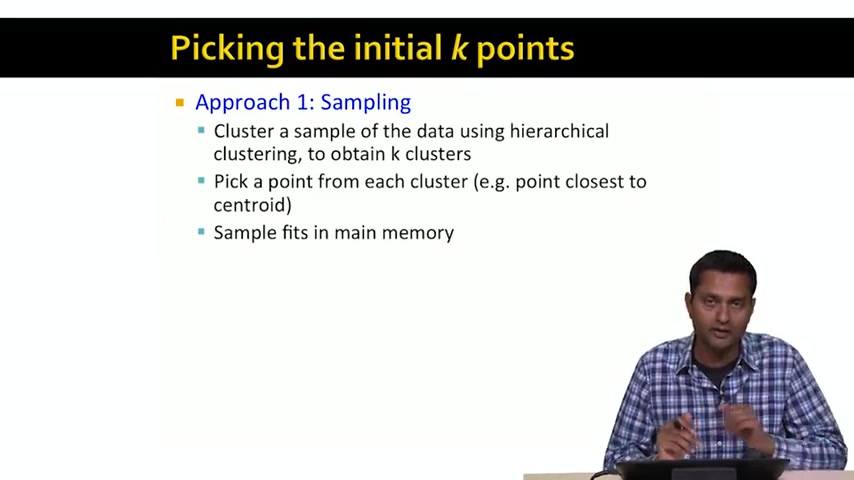 Picking the initial k points
Approach 1: Sampling
Cluster a sample of the data using hierarchical
clustering, to obtain k clusters
Pick a point from each cluster (e.g. point closest to
centroid)
Sample fits in main memory